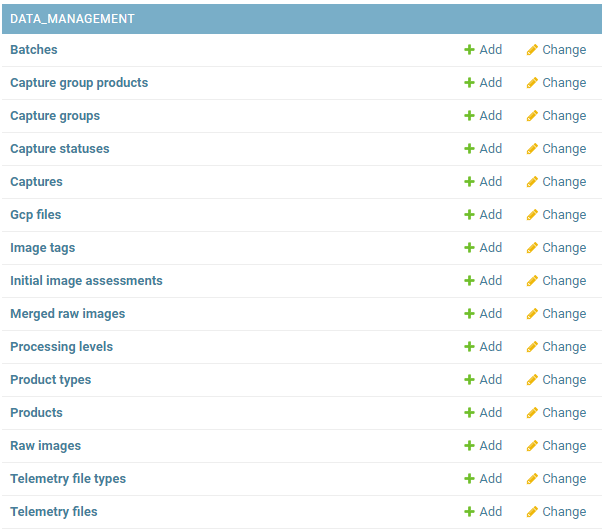 DATA_MANAGEMENT
Batches Add Change
Capture group products Add Change
Capture groups Add Change
Capture statuses Add Change
Captures Add Change
Gcp files Add Change
Image tags Add Change
Initial image assessments Add Change
Merged raw images Add Change
Processing levels Add Change
Product types Add Change
Products Add Change
Raw images Add Change
Telemetry file types Add Change
Telemetry files Add Change